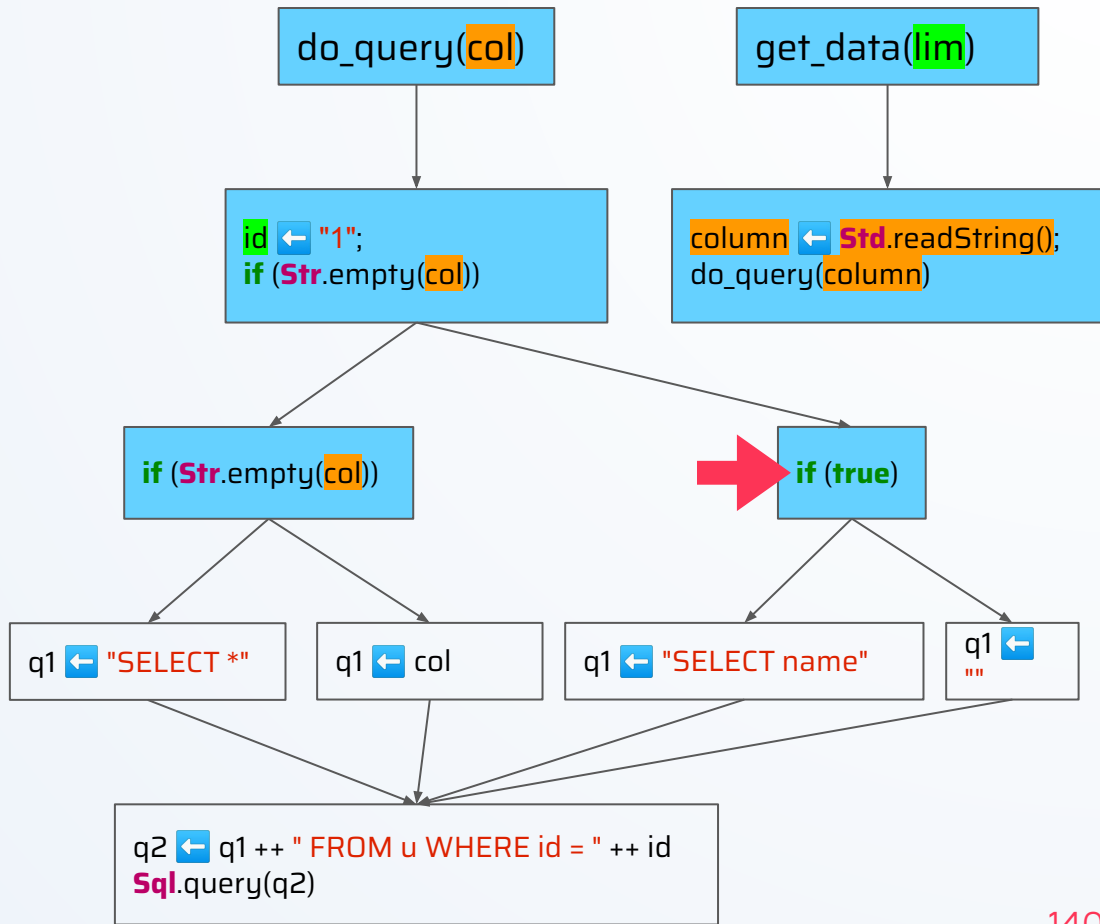 do_query(col)
get_data(lim)
id ⬅ "1";
if (Str.empty(col))
column ⬅ Std.readString();
do_query(column)
if (Str.empty(col))
if (true)
q1 ⬅ "SELECT *"
q1 ⬅ col
q1 ⬅ "SELECT name"
q1 ⬅
""
q2 ⬅ q1 ++ " FROM u WHERE id = " ++ id
Sql.query(q2)
140